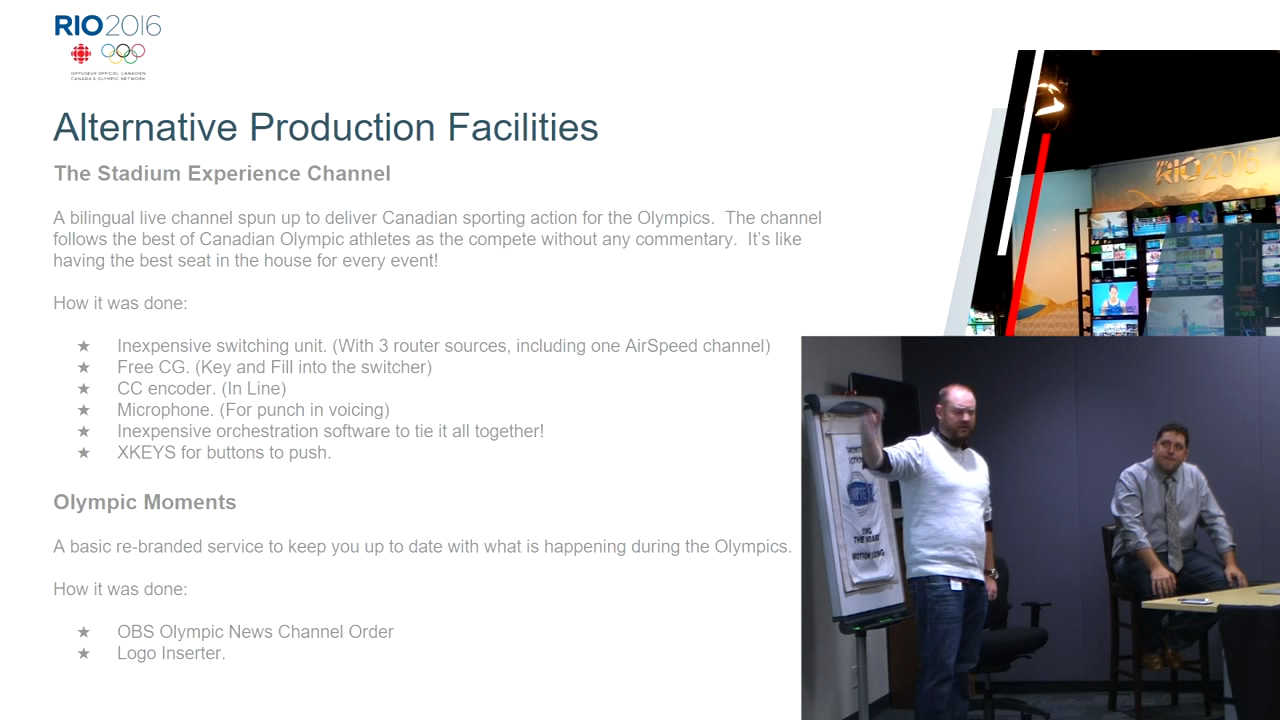 RIO2016
DIFFUSEUR OFFICIEL CANADIEN
CANADA'S OLYMPIC NETWORK
Alternative Production Facilities
The Stadium Experience Channel
A bilingual live channel spun up to deliver Canadian sporting action for the Olympics.  The channel
follows the best of Canadian Olympic athletes as the compete without any commentary.  It's like
having the best seat in the house for every event!
How it was done:
★ Inexpensive switching unit. (With 3 router sources, including one AirSpeed channel)
★ Free CG. (Key and Fill into the switcher)
★ CC encoder. (In Line)
★ Microphone. (For punch in voicing)
★ Inexpensive orchestration software to tie it all together!
★ XKEYS for buttons to push.
Olympic Moments
A basic re-branded service to keep you up to date with what is happening during the Olympics.
How it was done:
★ OBS Olympic News Channel Order
★ Logo Inserter.
RIO2016